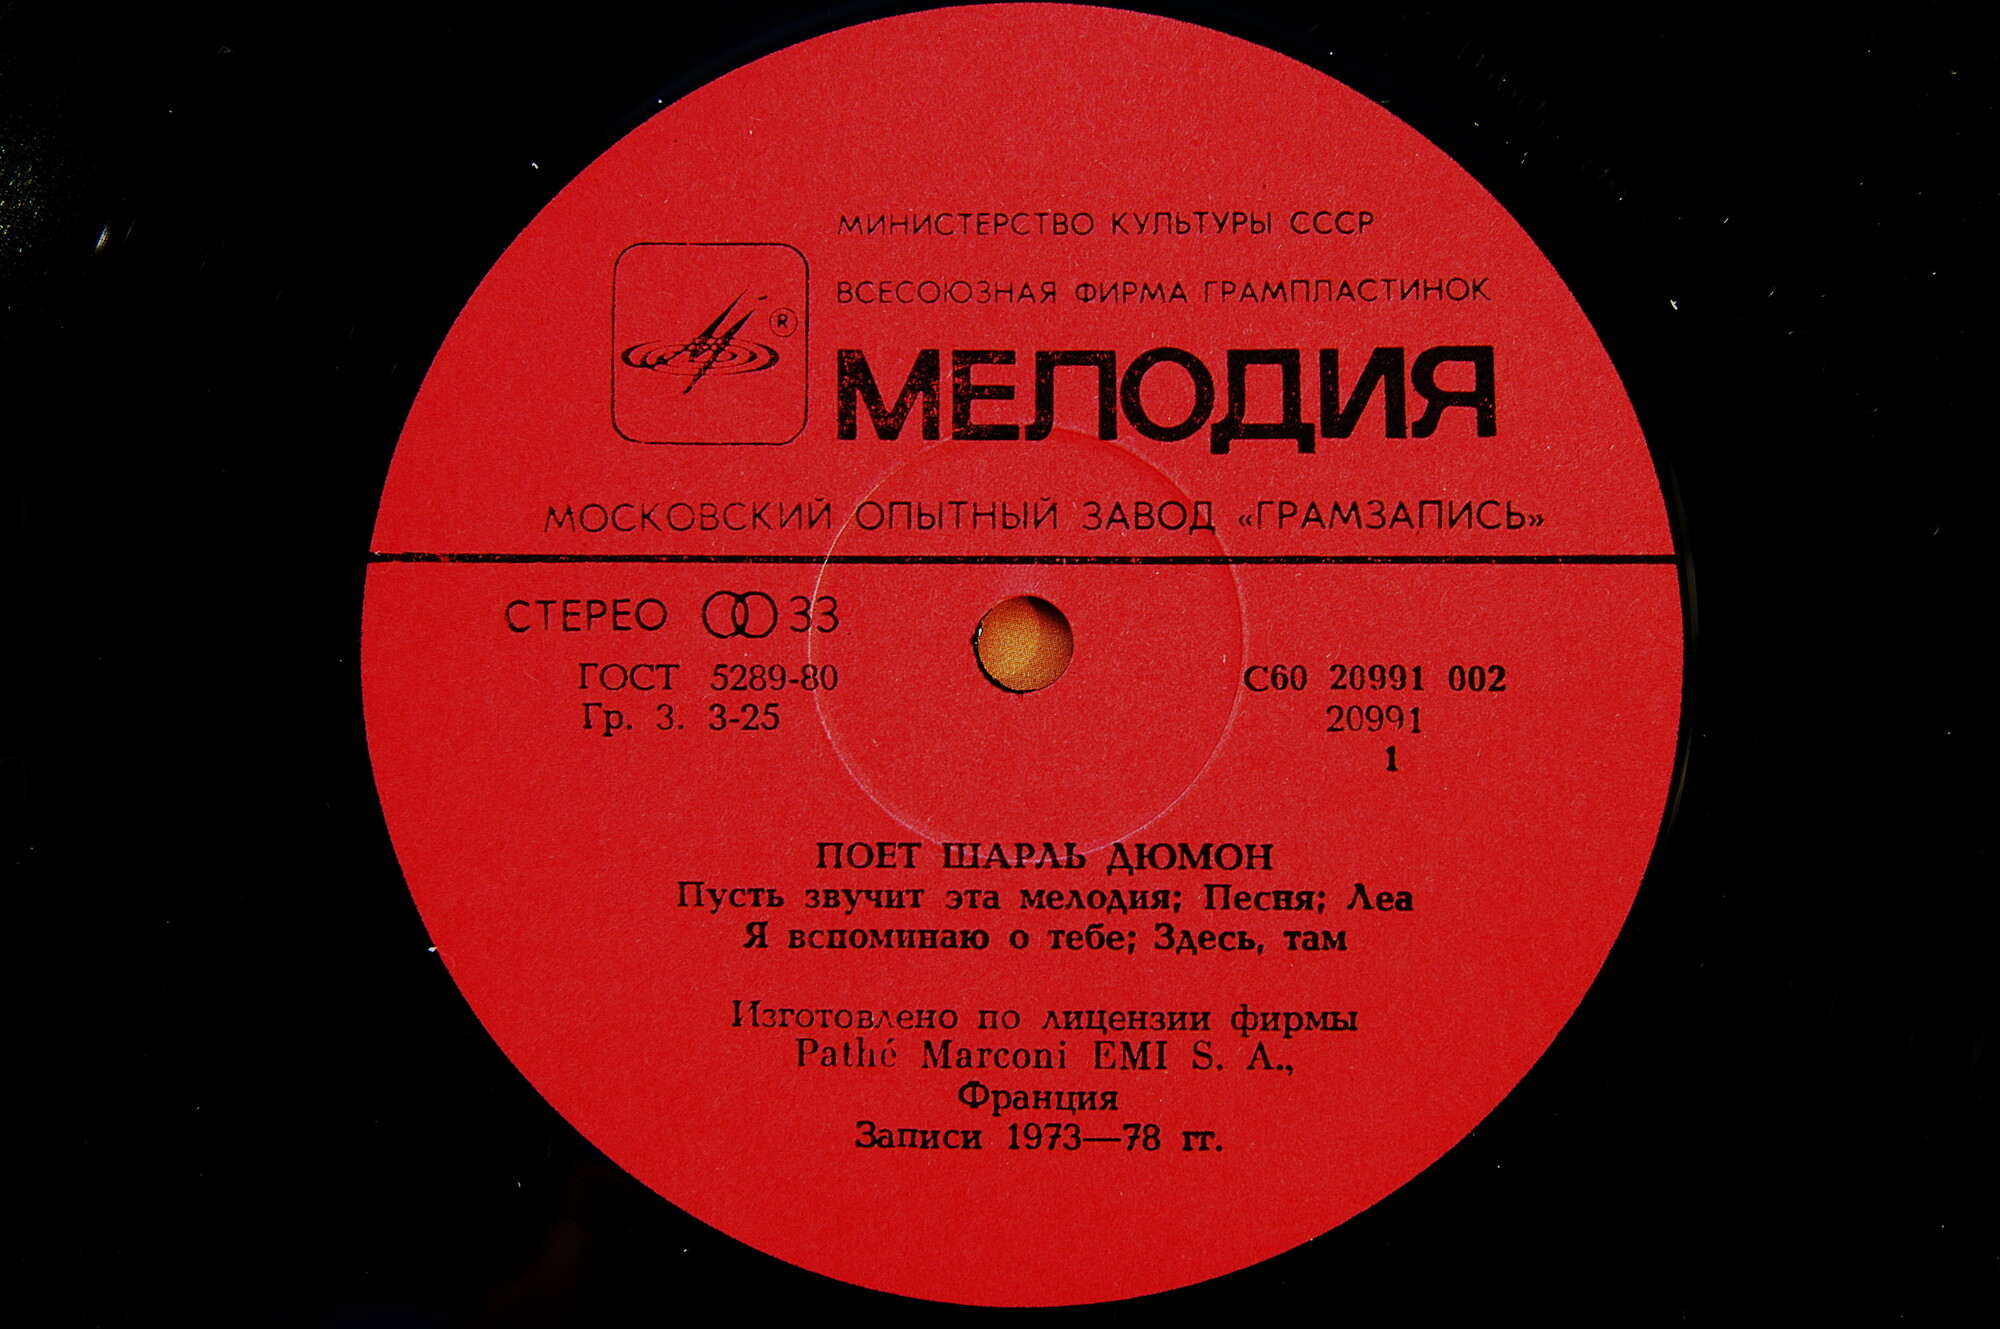 МИНИСТЕРСТВО КУЛЬТУРЫ СССР
ВСЕСОЮЗНАЯ ФИРМА ГРАМПЛАСТИНОК
®
МЕЛОДИЯ
МОСКОВСКИЙ ОПЫТНЫЙ ЗАВОД «ГРАМЗАПИСЬ»
СТЕРЕО 33
ГОСТ 5289-80
Гр. 3. 3-25
С60 20991 002
20991
1
ПОЕТ ШАРЛЬ ДЮМОН
Пусть звучит эта мелодия; Песня; Леа
Я вспоминаю о тебе; Здесь, там
Изготовлено по лицензии фирмы
Pathé Marconi EMI S. A.,
Франция
Записи 1973—78 гг.